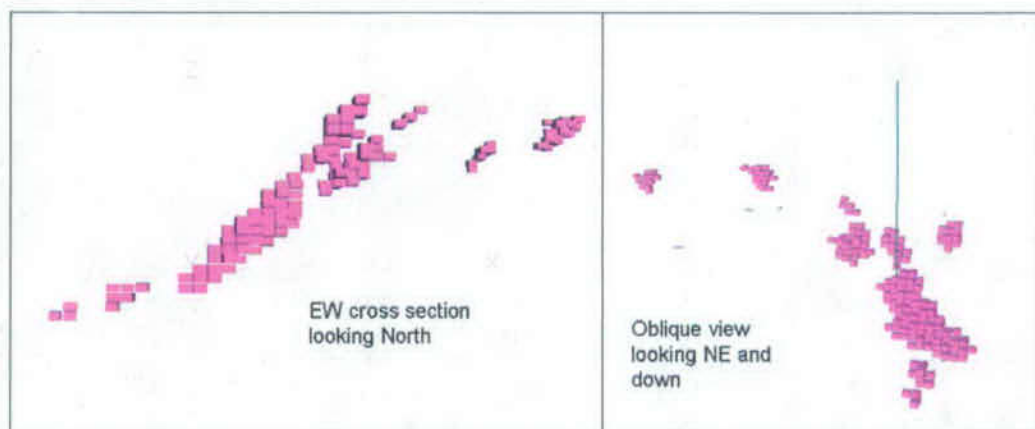 EW cross section
looking North
Oblique view
looking NE and
down